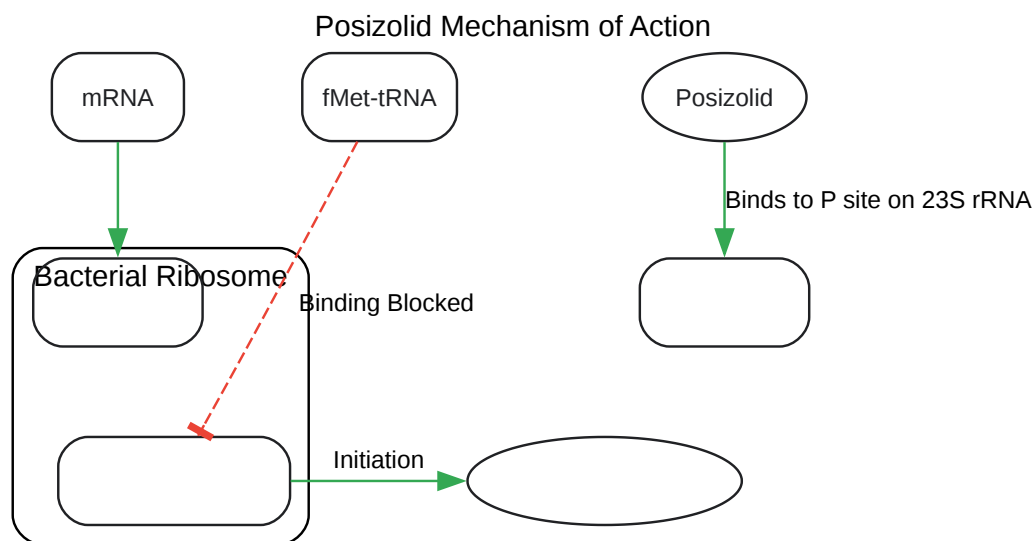 Posizolid Mechanism of Action
mRNA
fMet-tRNA
Posizolid
Binds to P site on 23S rRNA
Bacterial Ribosome
Binding Blocked
Initiation